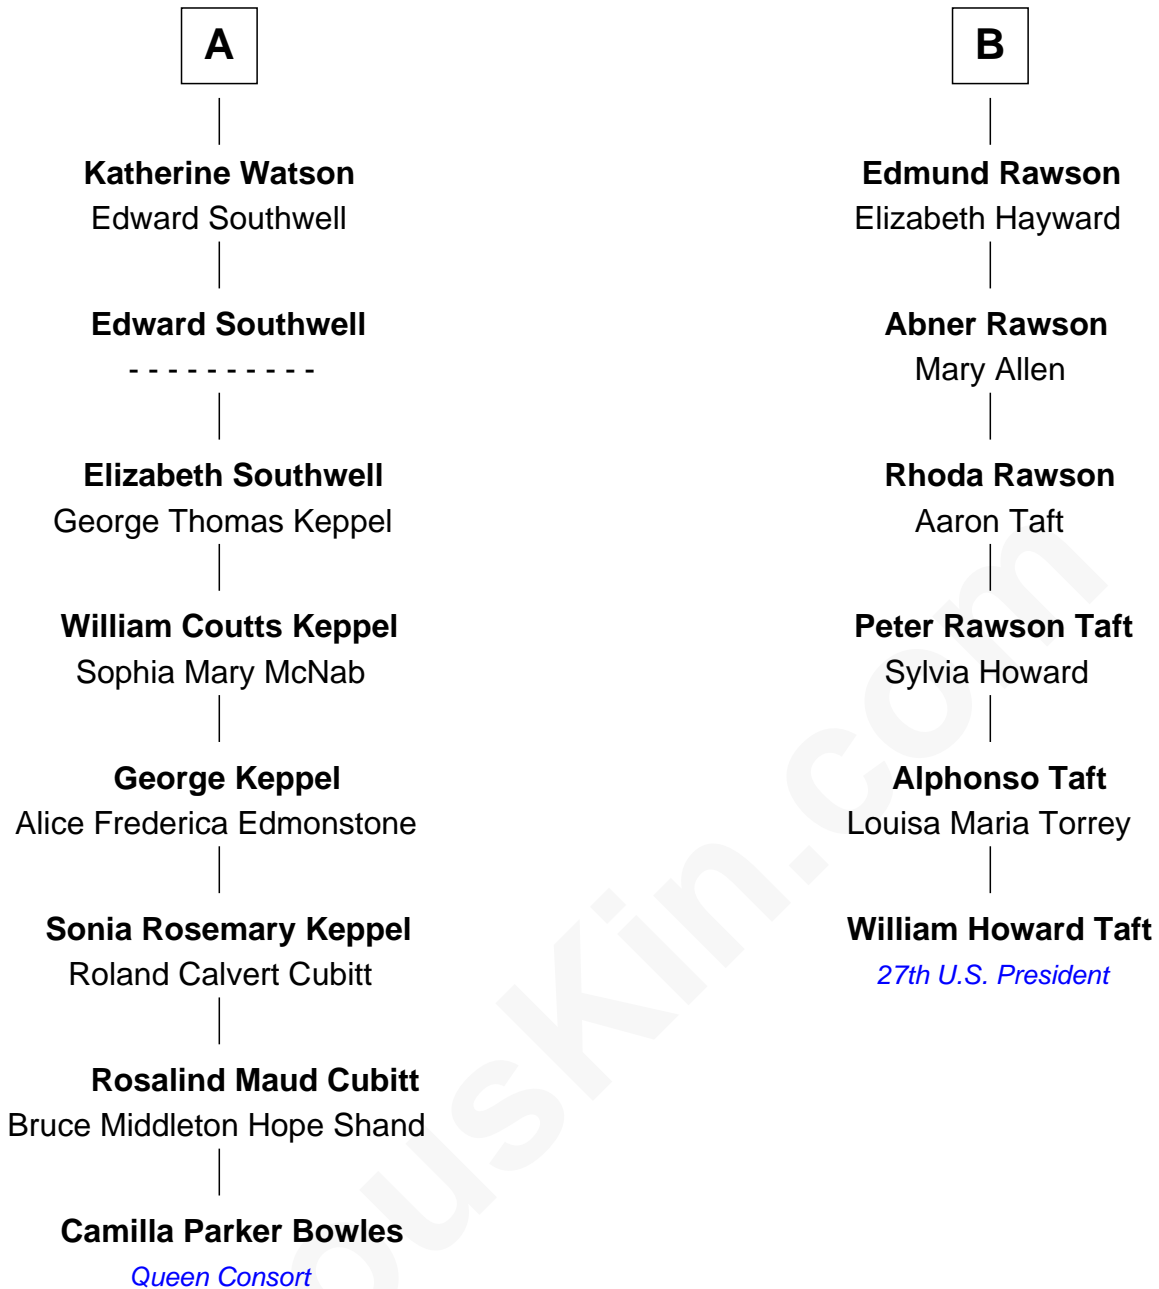 A
Katherine Watson
Edward Southwell
Edward Southwell
- - - - - - - - - -
Elizabeth Southwell
George Thomas Keppel
William Coutts Keppel
Sophia Mary McNab
George Keppel
Alice Frederica Edmonstone
Sonia Rosemary Keppel
Roland Calvert Cubitt
Rosalind Maud Cubitt
Bruce Middleton Hope Shand
Camilla Parker Bowles
Queen Consort
B
Edmund Rawson
Elizabeth Hayward
Abner Rawson
Mary Allen
Rhoda Rawson
Aaron Taft
Peter Rawson Taft
Sylvia Howard
Alphonso Taft
Louisa Maria Torrey
William Howard Taft
27th U.S. President
ousKin.com